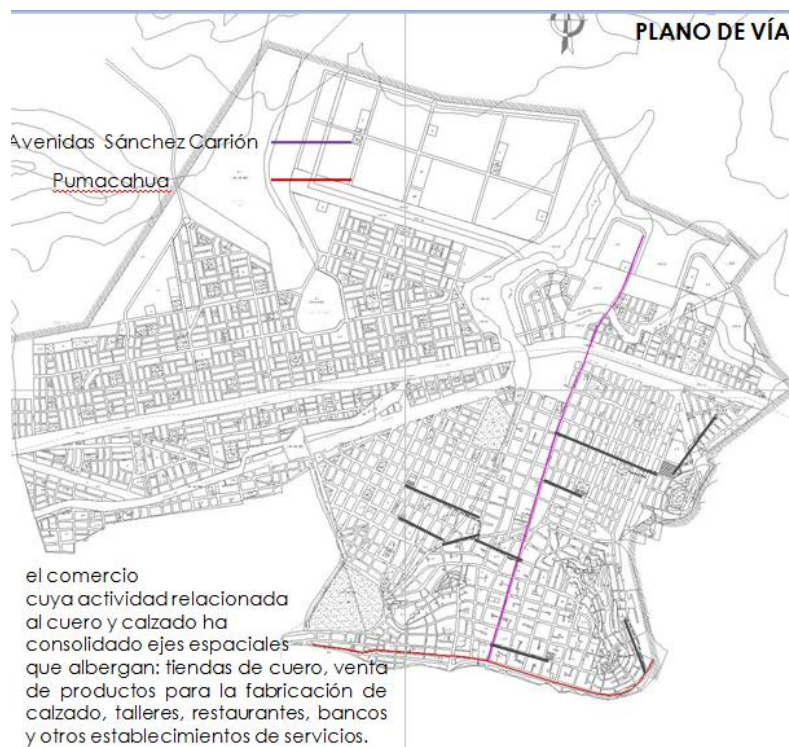 PLANO DE VÍA
Avenidas Sánchez Carrión
Pumacahua
el comercio
cuya actividad relacionada
al cuero y calzado ha
consolidado ejes espaciales
que albergan: tiendas de cuero, venta
de productos para la fabricación de
calzado, talleres, restaurantes, bancos
y otros establecimientos de servicios.